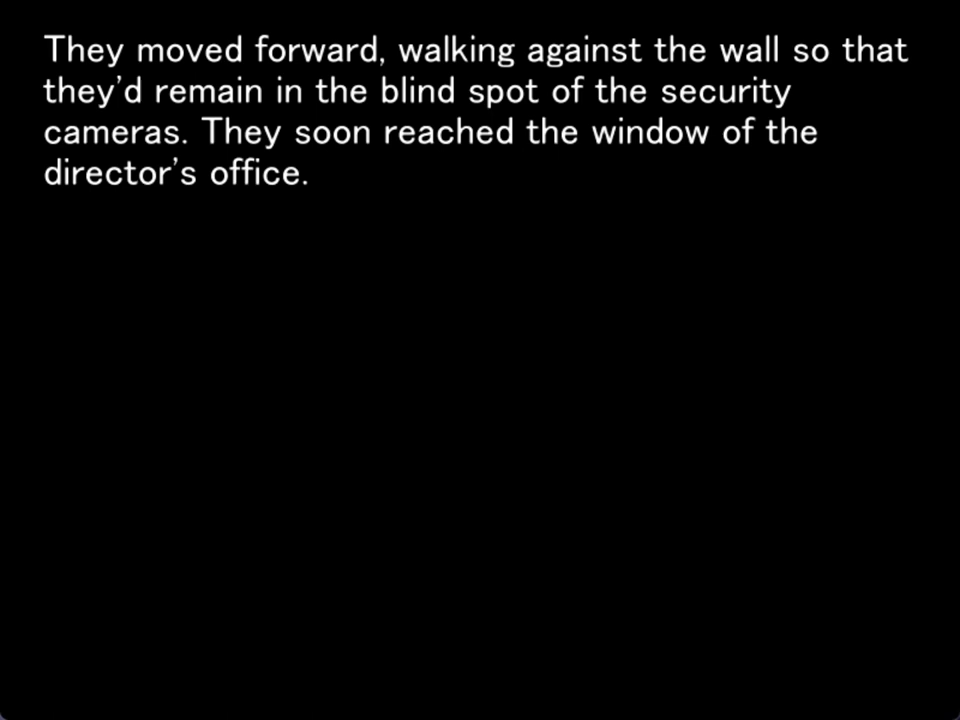 They moved forward, walking against the wall so that
they’d remain in the blind spot of the security
cameras. They soon reached the window of the
director’s office.